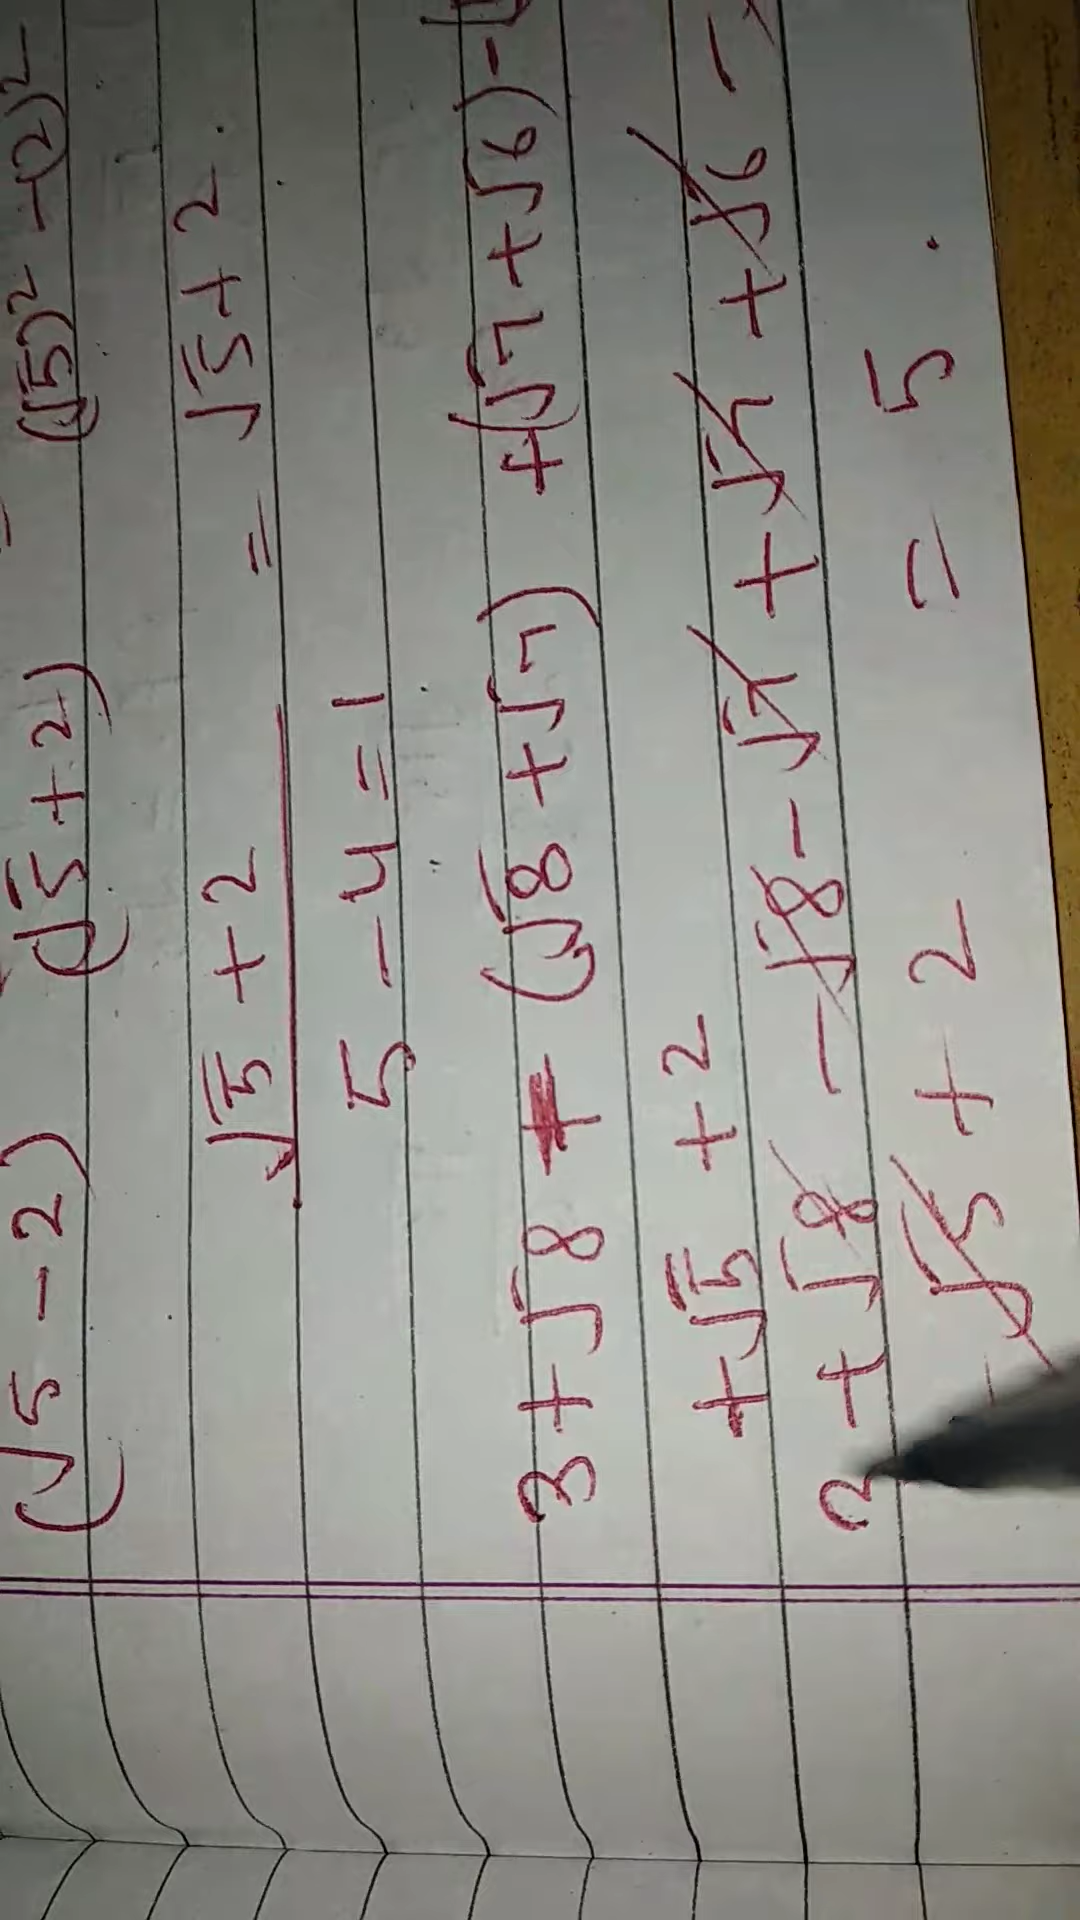 (√5 - 2) (√5 + 2) (√5)² - (2)²
√5 + 2 = √5 + 2.
5 - 4 = 1
3 + √8 - (√8 + √7) + (√7 + √6) -
+ √5 + 2
3 + √8 - √8 - √7 + √7 + √6 -
√5 + 2 = 5.